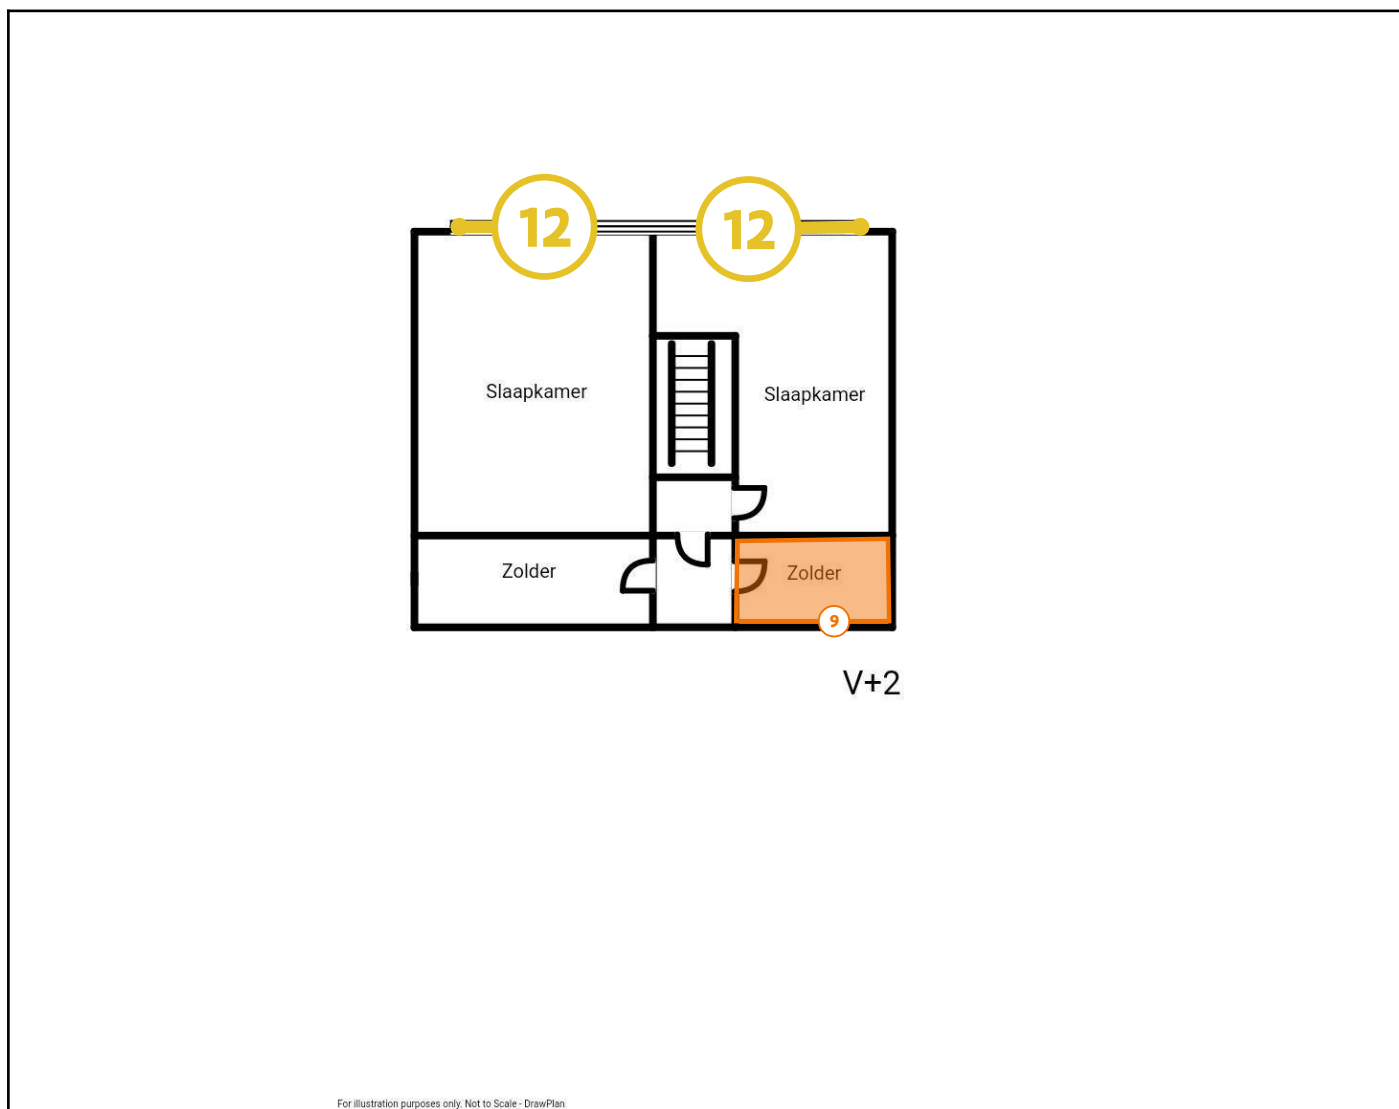 12 12
Slaapkamer Slaapkamer
Zolder Zolder
9
V+2
For illustration purposes only. Not to Scale - DrawPlan